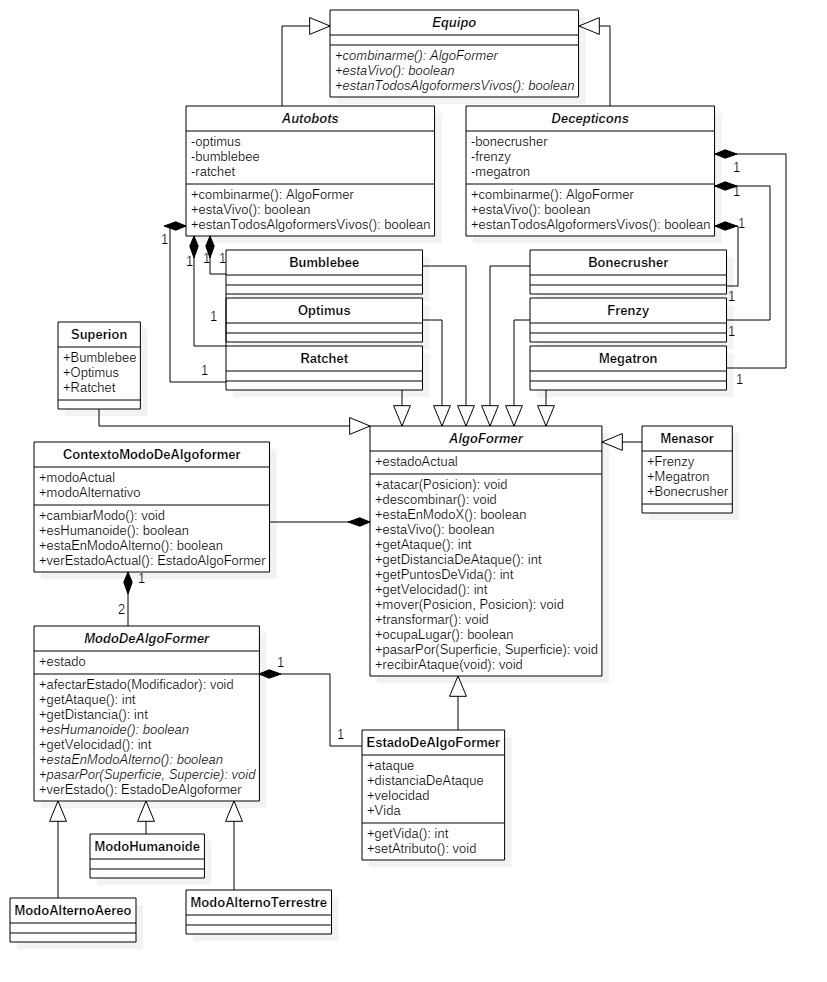 Equipo
+combinarme(): AlgoFormer
+estaVivo(): boolean
+estanTodosAlgoformersVivos(): boolean
Autobots
-optimus
-bumblebee
-ratchet
+combinarme(): AlgoFormer
+estaVivo(): boolean
+estanTodosAlgoformersVivos(): boolean
Decepticons
-bonecrusher
-frenzy
-megatron
+combinarme(): AlgoFormer
+estaVivo(): boolean
+estanTodosAlgoformersVivos(): boolean
1
1
1
1
1
1
1
Bumblebee
Bonecrusher
1
1
Optimus
Frenzy
1
1
Ratchet
Megatron
1
Superion
+Bumblebee
+Optimus
+Ratchet
AlgoFormer
+estadoActual
+atacar(Posicion): void
+descombinar(): void
+estaEnModoX(): boolean
+estaVivo(): boolean
+getAtaque(): int
+getDistanciaDeAtaque(): int
+getPuntosDeVida(): int
+getVelocidad(): int
+mover(Posicion, Posicion): void
+transformar(): void
+ocupaLugar(): boolean
+pasarPor(Superficie, Superficie): void
+recibirAtaque(void): void
Menasor
+Frenzy
+Megatron
+Bonecrusher
ContextoModoDeAlgoformer
+modoActual
+modoAlternativo
+cambiarModo(): void
+esHumanoide(): boolean
+estaEnModoAlterno(): boolean
+verEstadoActual(): EstadoAlgoFormer
1
2
ModoDeAlgoFormer
+estado
+afectarEstado(Modificador): void
+getAtaque(): int
+getDistancia(): int
+esHumanoide(): boolean
+getVelocidad(): int
+estaEnModoAlterno(): boolean
+pasarPor(Superficie, Supercie): void
+verEstado(): EstadoDeAlgoformer
1
1
EstadoDeAlgoFormer
+ataque
+distanciaDeAtaque
+velocidad
+Vida
+getVida(): int
+setAtributo(): void
ModoHumanoide
ModoAlternoAereo
ModoAlternoTerrestre